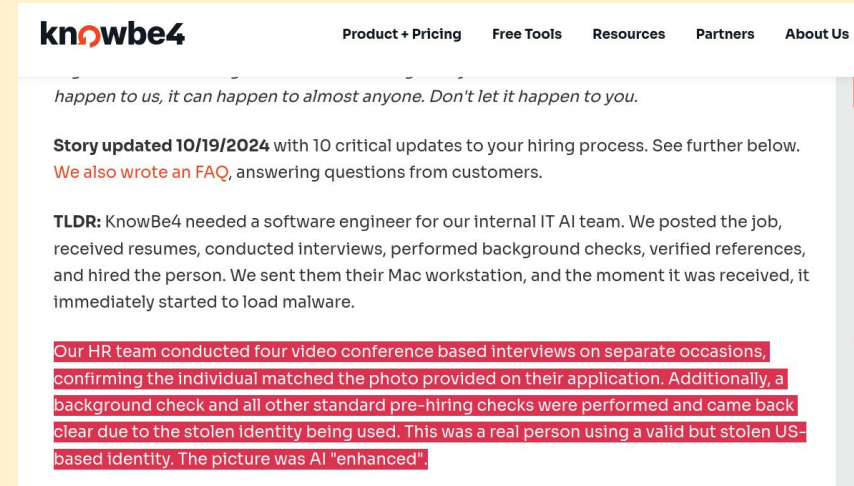 knowbe4
Product + Pricing Free Tools Resources Partners About Us
happen to us, it can happen to almost anyone. Don't let it happen to you.
Story updated 10/19/2024 with 10 critical updates to your hiring process. See further below.
We also wrote an FAQ, answering questions from customers.
TLDR: KnowBe4 needed a software engineer for our internal IT AI team. We posted the job,
received resumes, conducted interviews, performed background checks, verified references,
and hired the person. We sent them their Mac workstation, and the moment it was received, it
immediately started to load malware.
Our HR team conducted four video conference based interviews on separate occasions,
confirming the individual matched the photo provided on their application. Additionally, a
background check and all other standard pre-hiring checks were performed and came back
clear due to the stolen identity being used. This was a real person using a valid but stolen US-
based identity. The picture was AI "enhanced".